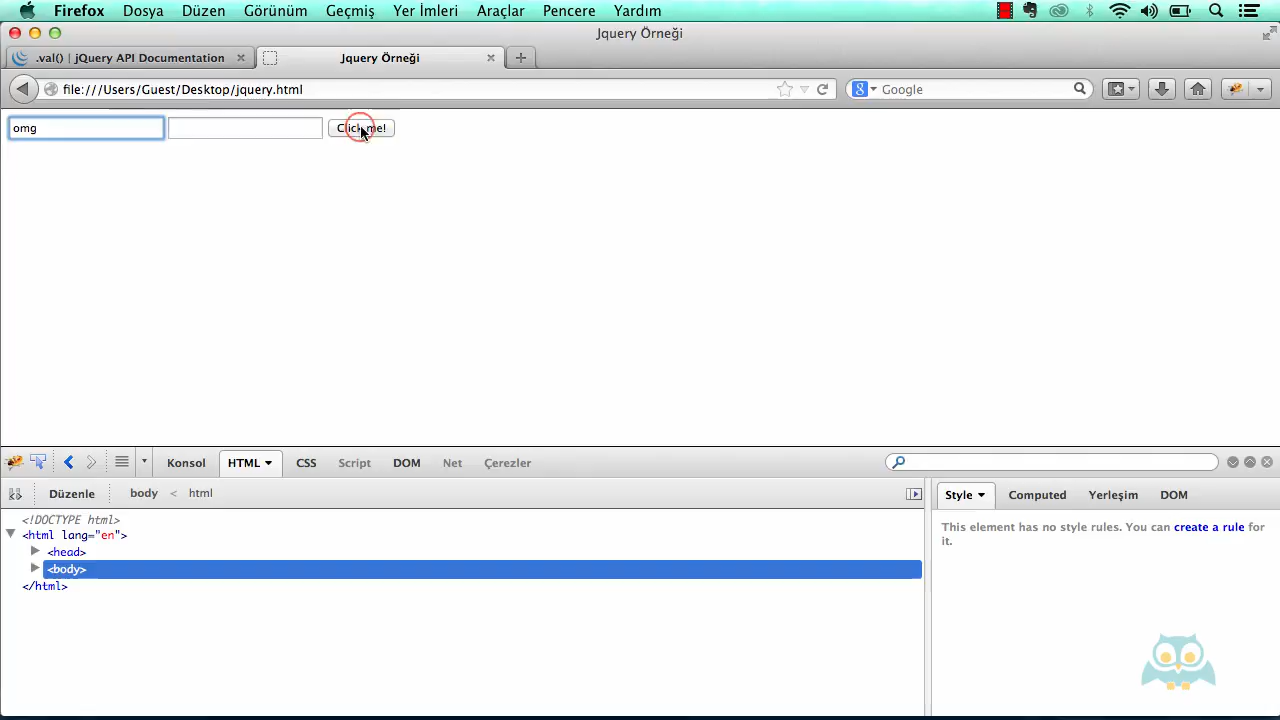 Firefox Dosya Düzen Görünüm Geçmiş Yer İmleri Araçlar Pencere Yardım
Jquery Örneği
.val() | jQuery API Documentation
Jquery Örneği
file:///Users/Gurst/Desktop/jquery.html
Google
omg
Click me!
Konsol HTML CSS Script DOM Net Çerezler
Düzenle body < html
Style Computed Yerleşim DOM
<!DOCTYPE html>
<html lang="en">
<head>
<body>
</html>
This element has no style rules. You can create a rule for
it.